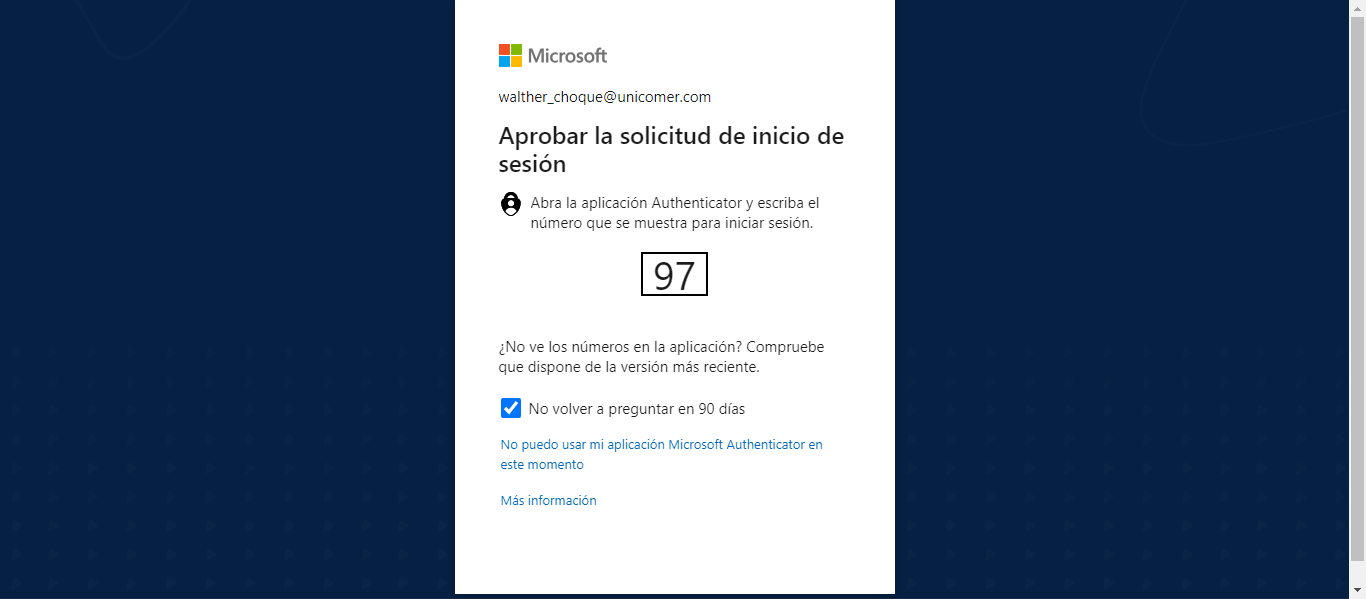 Microsoft
walther_choque@unicomer.com
Aprobar la solicitud de inicio de
sesión
Abra la aplicación Authenticator y escriba el
número que se muestra para iniciar sesión.
97
¿No ve los números en la aplicación? Compruebe
que dispone de la versión más reciente.
No volver a preguntar en 90 días
No puedo usar mi aplicación Microsoft Authenticator en
este momento
Más información